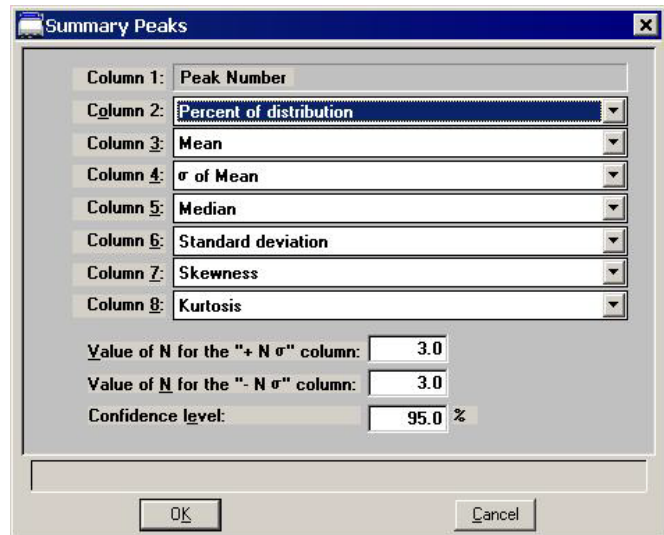 Summary Peaks
Column 1: Peak Number
Column 2: Percent of distribution
Column 3: Mean
Column 4: σ of Mean
Column 5: Median
Column 6: Standard deviation
Column 7: Skewness
Column 8: Kurtosis
Value of N for the "+ N σ" column: 3.0
Value of N for the "- N σ" column: 3.0
Confidence level: 95.0 %
OK Cancel